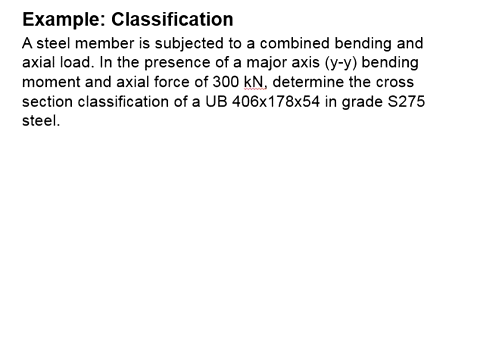 Example: Classification
A steel member is subjected to a combined bending and
axial load. In the presence of a major axis (y-y) bending
moment and axial force of 300 kN, determine the cross
section classification of a UB 406x178x54 in grade S275
steel.